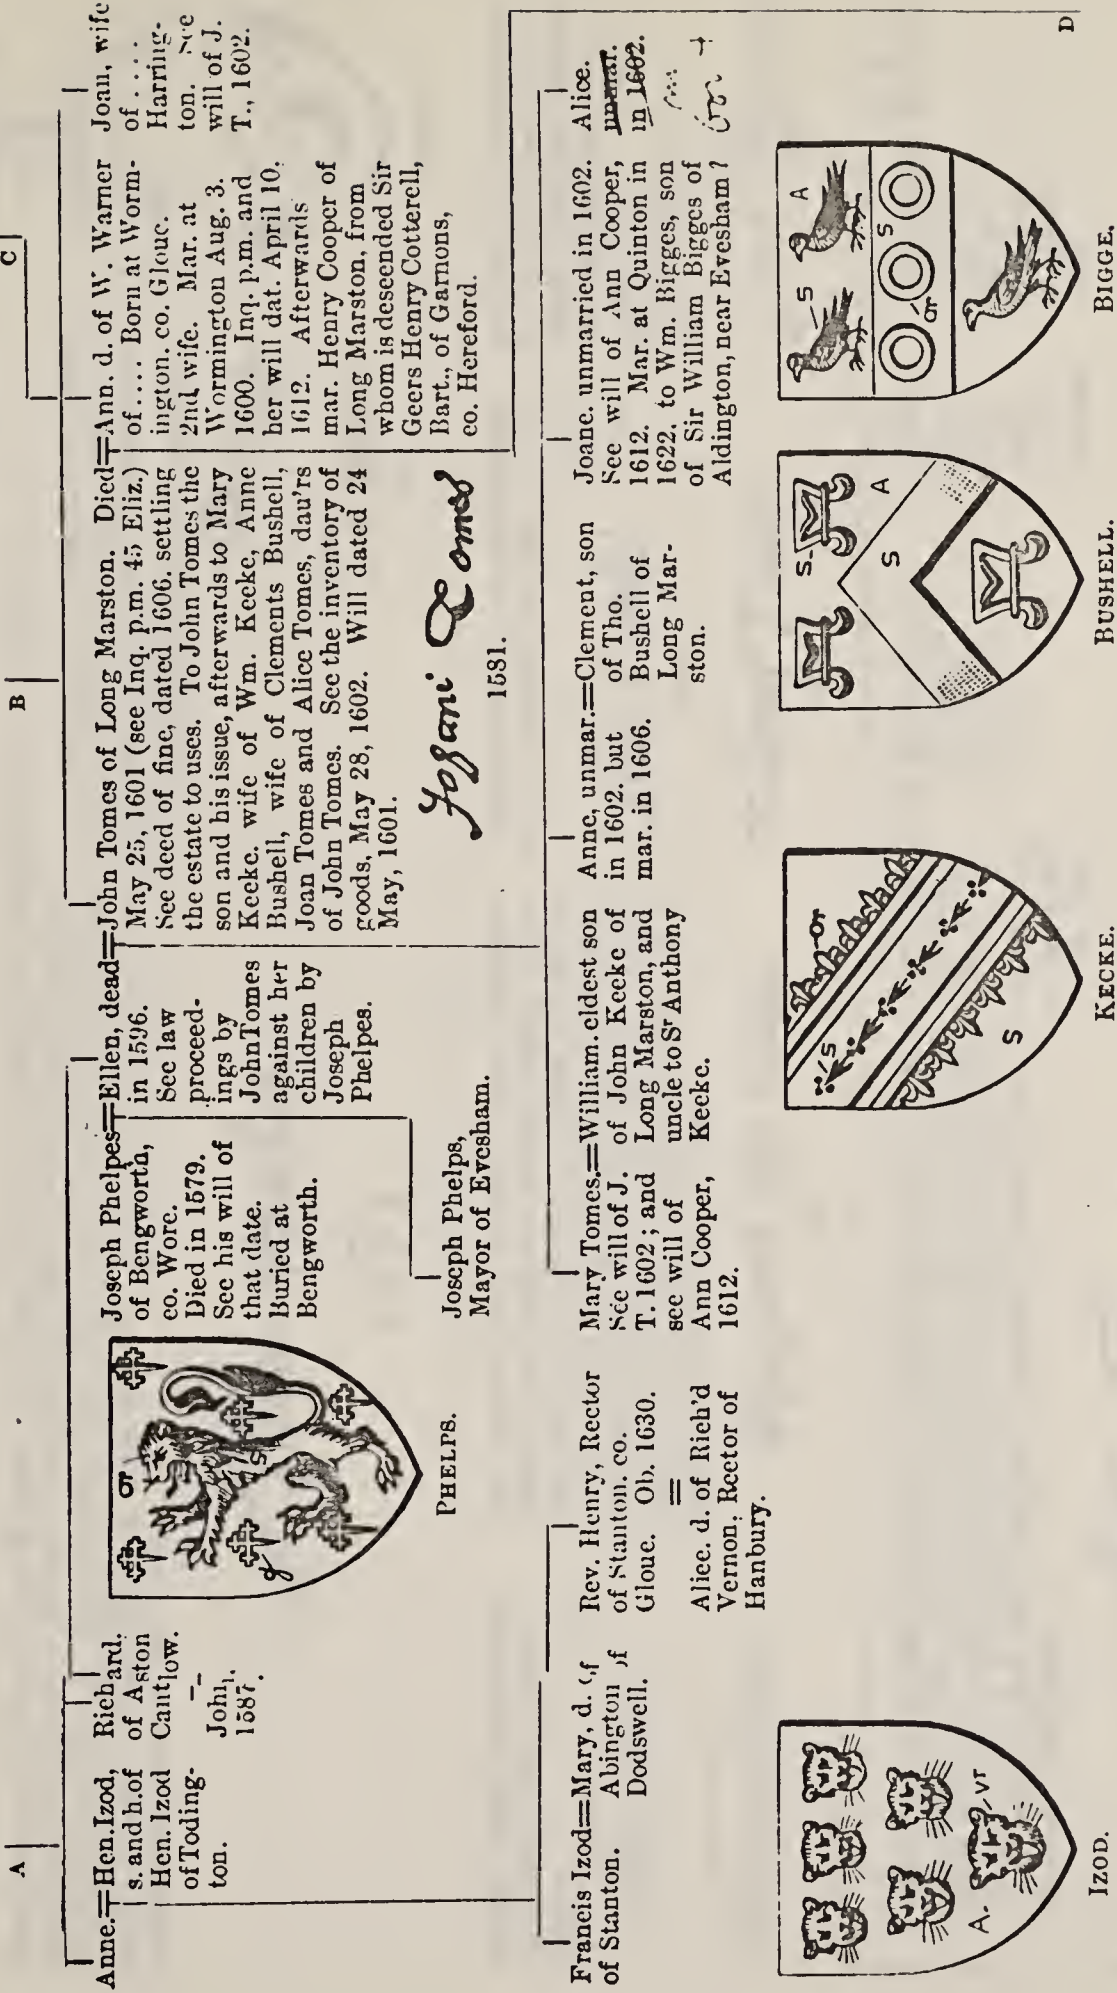 A
B
C
Anne.=Hen. Izod,
s. and h. of
Hen. Izod
of Toding-
ton.
Richard.
of Aston
Cantlow.
John.
1587.
or
S
PHELPS.
Joseph Phelpes=Ellen, dead=John Tomes of Long Marston. Died=Ann. d. of W. Warner
of Bengworth,
co. Worc.
Died in 1579.
See his will of
that date.
Buried at
Bengworth.
in 1596.
See law
proceed-
ings by
John Tomes
against her
children by
Joseph
Phelpes.
May 25, 1601 (see Inq. p.m. 45 Eliz.)
See deed of fine, dated 1606. settling
the estate to uses. To John Tomes the
son and his issue, afterwards to Mary
Kecke. wife of Wm. Kecke, Anne
Bushell, wife of Clements Bushell,
Joan Tomes and Alice Tomes, dau'rs
of John Tomes. See the inventory of
goods, May 28, 1602. Will dated 24
May, 1601.
1581.
of.... Born at Worm-
ington. co. Glouc.
2nd wife. Mar. at
Wormington Aug. 3.
1600. Inq. p.m. and
her will dat. April 10,
1612. Afterwards
mar. Henry Cooper of
Long Marston, from
whom is descended Sir
Geers Henry Cotterell,
Bart., of Garnons,
co. Hereford.
Joan, wife
of ....
Harring-
ton. See
will of J.
T., 1602.
Joseph Phelps,
Mayor of Evesham.
D
Francis Izod=Mary, d. of
of Stanton. Abington of
Dodswell.
Rev. Henry, Rector
of Stanton. co.
Glouc. Ob. 1630.
=
Alice. d. of Rich'd
Vernon, Rector of
Hanbury.
Mary Tomes.=William. eldest son
See will of J.
T. 1602; and
see will of
Ann Cooper,
1612.
of John Kecke of
Long Marston, and
uncle to Sr Anthony
Kecke.
Anne, unmar.=Clement, son
in 1602. but
mar. in 1606.
of Tho.
Bushell of
Long Mar-
ston.
Joane. unmarried in 1602.
See will of Ann Cooper,
1612. Mar. at Quinton in
1622. to Wm. Bigges, son
of Sir William Bigges of
Aldington, near Evesham?
Alice.
unmar.
in 1602.
A.
VT
IZOD.
or
S
S
KECKE.
S
A
S
BUSHELL.
S
A
S
or
BIGGE.